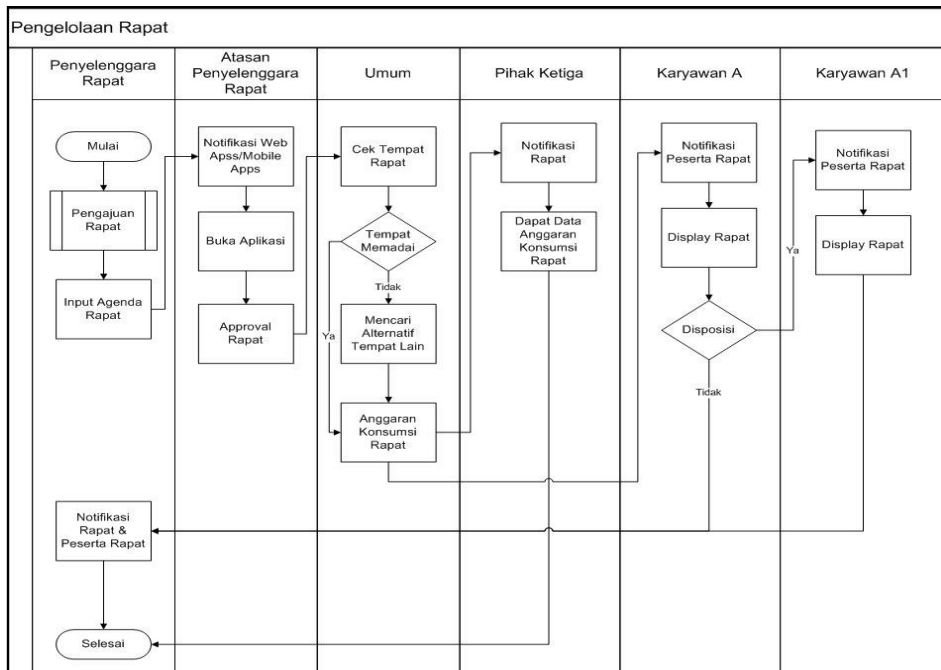 Pengelolaan Rapat
Penyelenggara
Rapat
Atasan
Penyelenggara
Rapat
Umum
Pihak Ketiga
Karyawan A
Karyawan A1
Mulai
Pengajuan
Rapat
Input Agenda
Rapat
Notifikasi Rapat &
Peserta Rapat
Selesai
Notifikasi Web
Apss/Mobile
Apps
Buka Aplikasi
Approval
Rapat
Cek Tempat
Rapat
Tempat
Memadai
Tidak
Ya
Mencari
Alternatif
Tempat Lain
Anggaran
Konsumsi
Rapat
Notifikasi
Rapat
Dapat Data
Anggaran
Konsumsi
Rapat
Notifikasi
Peserta Rapat
Display Rapat
Disposisi
Ya
Tidak
Notifikasi
Peserta Rapat
Display Rapat